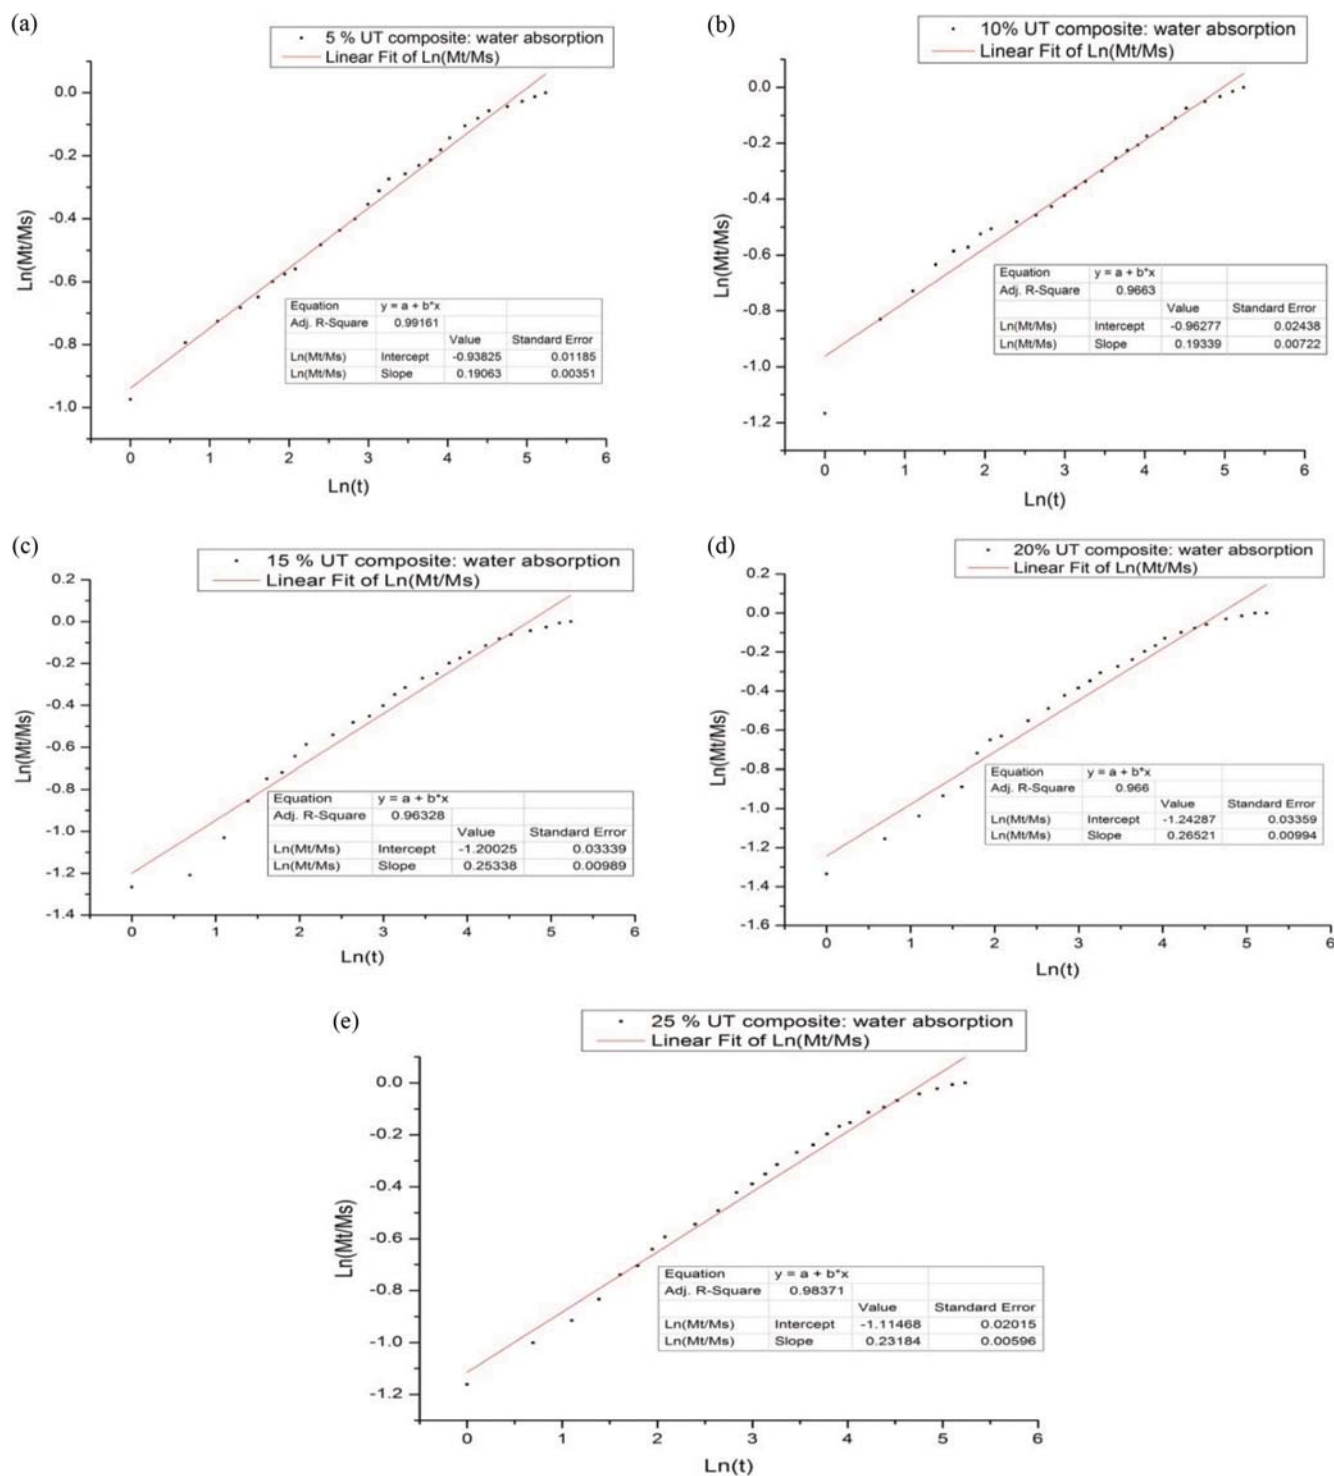 (a)
5 % UT composite: water absorption
Linear Fit of Ln(Mt/Ms)
0.0
-0.2
-0.4
-0.6
-0.8
-1.0
Ln(Mt/Ms)
Equation y = a + b*x
Adj. R-Square 0.99161
Value Standard Error
Ln(Mt/Ms) Intercept -0.93825 0.01185
Ln(Mt/Ms) Slope 0.19063 0.00351
0 1 2 3 4 5 6
Ln(t)
(b)
10% UT composite: water absorption
Linear Fit of Ln(Mt/Ms)
0.0
-0.2
-0.4
-0.6
-0.8
-1.0
-1.2
Ln(Mt/Ms)
Equation y = a + b*x
Adj. R-Square 0.9663
Value Standard Error
Ln(Mt/Ms) Intercept -0.96277 0.02438
Ln(Mt/Ms) Slope 0.19339 0.00722
0 1 2 3 4 5 6
Ln(t)
(c)
15 % UT composite: water absorption
Linear Fit of Ln(Mt/Ms)
0.2
0.0
-0.2
-0.4
-0.6
-0.8
-1.0
-1.2
-1.4
Ln(Mt/Ms)
Equation y = a + b*x
Adj. R-Square 0.96328
Value Standard Error
Ln(Mt/Ms) Intercept -1.20025 0.03339
Ln(Mt/Ms) Slope 0.25338 0.00989
0 1 2 3 4 5 6
Ln(t)
(d)
20% UT composite: water absorption
Linear Fit of Ln(Mt/Ms)
0.2
0.0
-0.2
-0.4
-0.6
-0.8
-1.0
-1.2
-1.4
-1.6
Ln(Mt/Ms)
Equation y = a + b*x
Adj. R-Square 0.966
Value Standard Error
Ln(Mt/Ms) Intercept -1.24287 0.03359
Ln(Mt/Ms) Slope 0.26521 0.00994
0 1 2 3 4 5 6
Ln(t)
(e)
25 % UT composite: water absorption
Linear Fit of Ln(Mt/Ms)
0.0
-0.2
-0.4
-0.6
-0.8
-1.0
-1.2
Ln(Mt/Ms)
Equation y = a + b*x
Adj. R-Square 0.98371
Value Standard Error
Ln(Mt/Ms) Intercept -1.11468 0.02015
Ln(Mt/Ms) Slope 0.23184 0.00596
0 1 2 3 4 5 6
Ln(t)